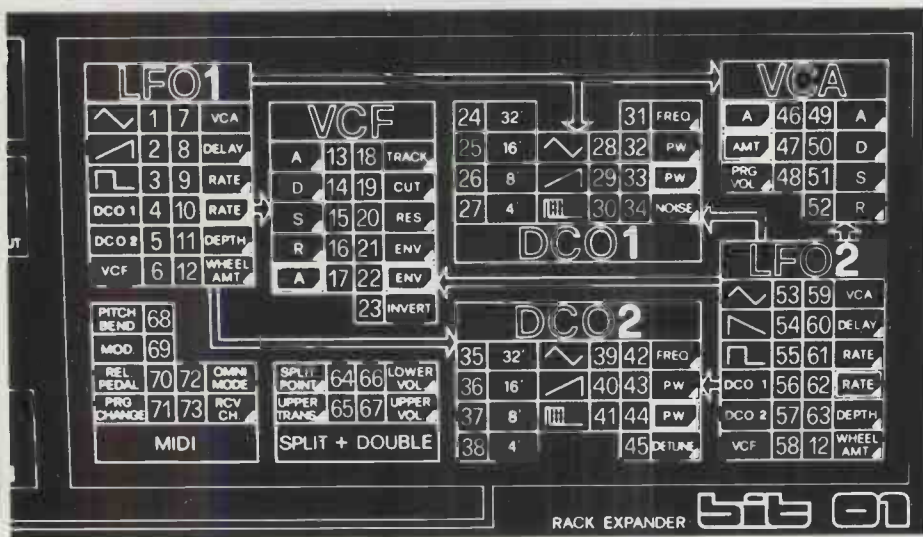 LFO1
1 7 VCA
2 8 DELAY
3 9 RATE
DCO 1 4 10 RATE
DCO 2 5 11 DEPTH
VCF 6 12 WHEEL AMT
PITCH BEND 68
MOD. 69
REL PEDAL 70 72 OMNI MODE
PRG CHANGE 71 73 RCV CH.
MIDI
VCF
A 13 18 TRACK
D 14 19 CUT
S 15 20 RES
R 16 21 ENV
A 17 22 ENV
23 INVERT
SPLIT POINT 64 66 LOWER VOL
UPPER TRANS 65 67 UPPER VOL
SPLIT + DOUBLE
24 32' 31 FREQ
25 16' 28 32 PW
26 8' 29 33 PW
27 4' 30 34 NOISE
DCO1
DCO2
35 32' 39 42 FREQ
36 16' 40 43 PW
37 8' 41 44 PW
38 4' 45 DETUNE
VCA
A 46 49 A
AMT 47 50 D
PRG VOL 48 51 S
52 R
LFO2
53 59 VCA
54 60 DELAY
55 61 RATE
DCO 1 56 62 RATE
DCO 2 57 63 DEPTH
VCF 58 12 WHEEL AMT
RACK EXPANDER bit 01